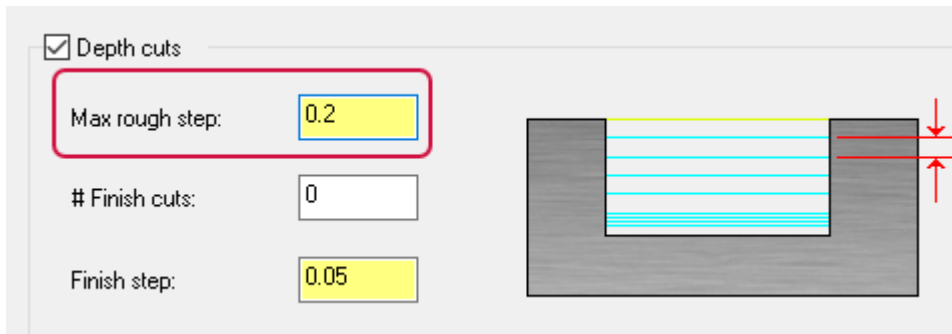 Depth cuts
Max rough step: 0.2
# Finish cuts: 0
Finish step: 0.05